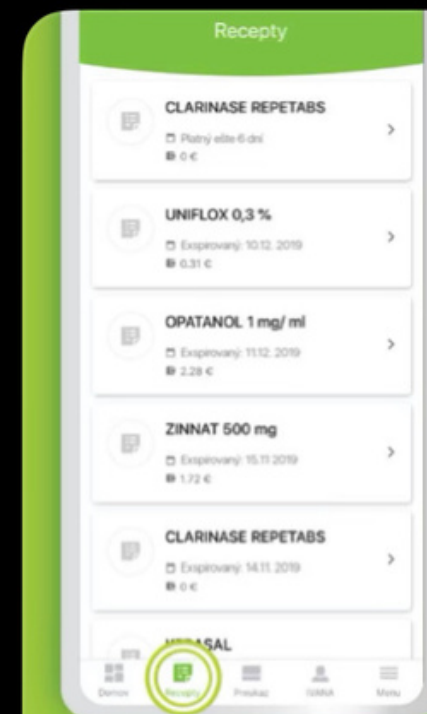 Recepty
CLARINASE REPETABS
Platný ešte 6 dní
0 €
UNIFLOX 0,3 %
Exspirovaný: 10.12. 2019
0.31 €
OPATANOL 1 mg/ ml
Exspirovaný: 11.12. 2019
2.28 €
ZINNAT 500 mg
Exspirovaný: 15.11 2019
1.72 €
CLARINASE REPETABS
Exspirovaný: 14.11. 2019
0 €
Domov Recepty Preukaz IVANA Menu